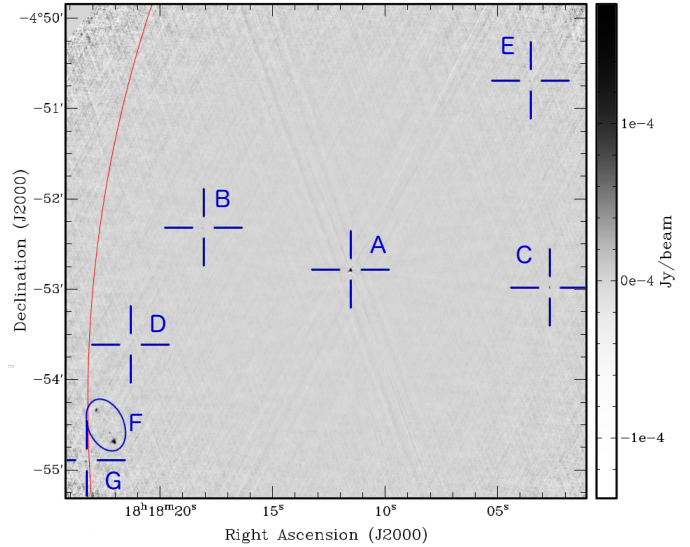 −4°50'
−51'
−52'
−53'
−54'
−55'
Declination (J2000)
E
B
A
C
D
F
G
18ʰ18ᵐ20ˢ
15ˢ
10ˢ
05ˢ
Right Ascension (J2000)
1e-4
0e-4
−1e-4
Jy/beam